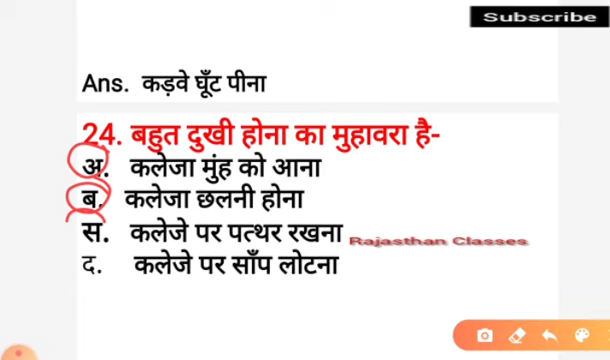 Subscribe
Ans. कड़वे घूँट पीना
24. बहुत दुखी होना का मुहावरा है-
अ. कलेजा मुंह को आना
ब. कलेजा छलनी होना
स. कलेजे पर पत्थर रखना
Rajasthan Classes
द. कलेजे पर साँप लोटना